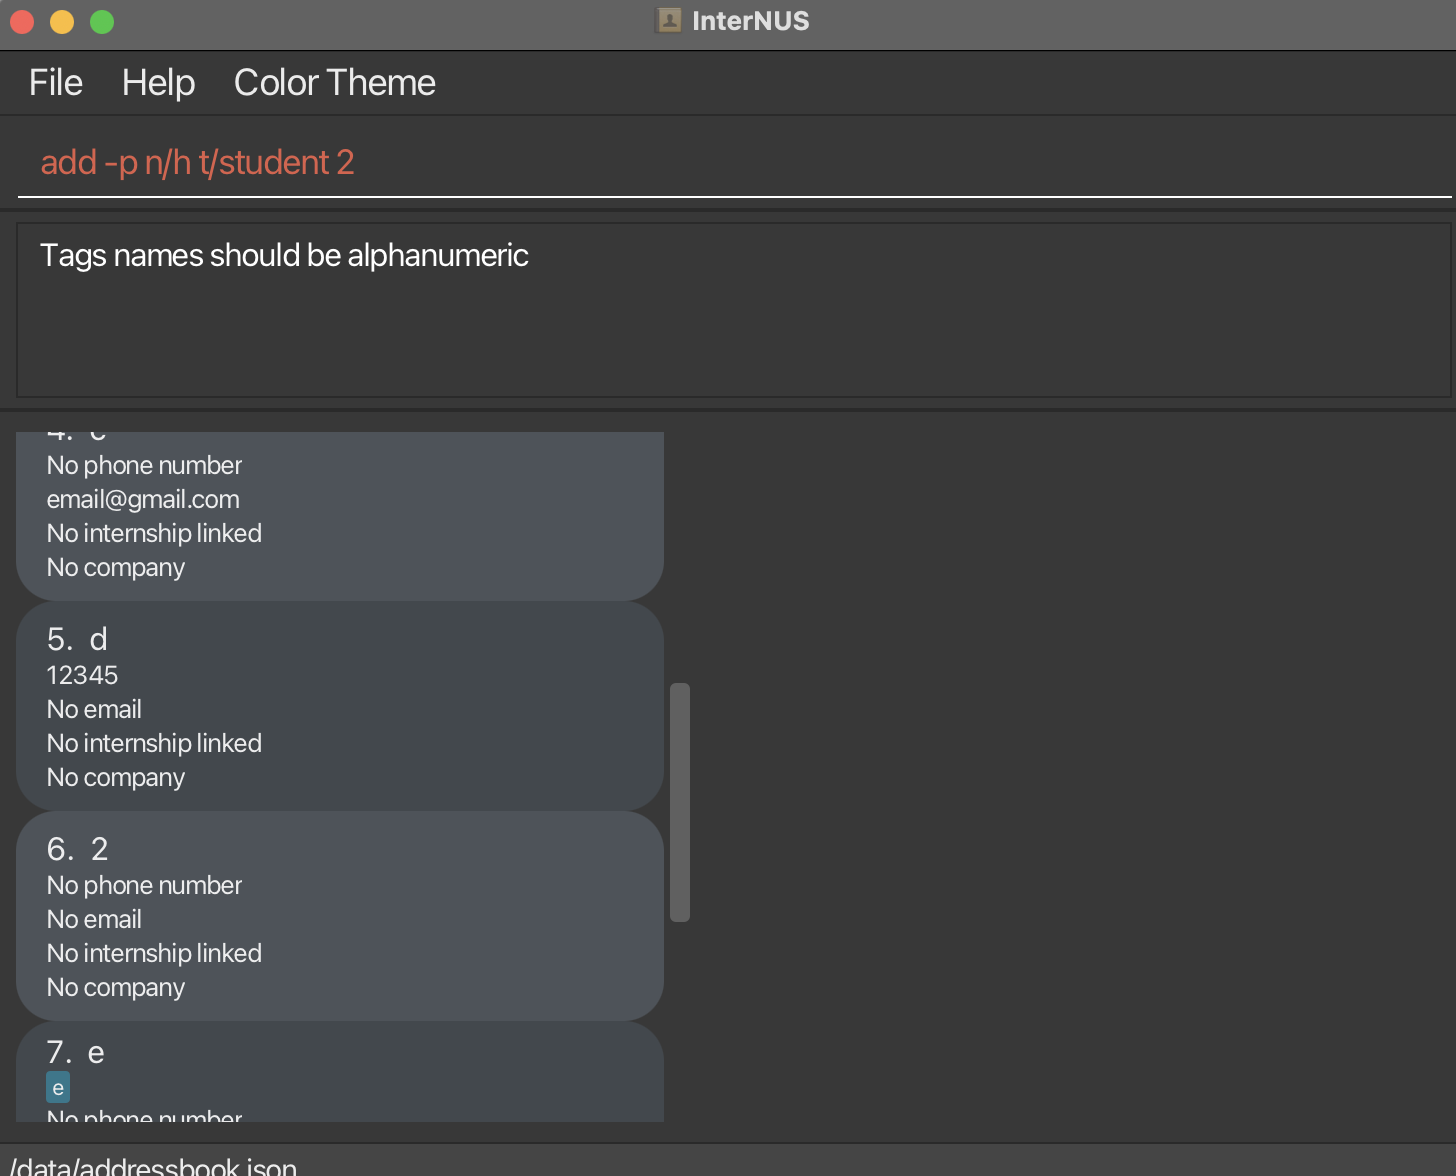 InterNUS
File Help Color Theme
add -p n/h t/student 2
Tags names should be alphanumeric
4. c
No phone number
email@gmail.com
No internship linked
No company
5. d
12345
No email
No internship linked
No company
6. 2
No phone number
No email
No internship linked
No company
7. e
e
No phone number
/data/addressbook.json